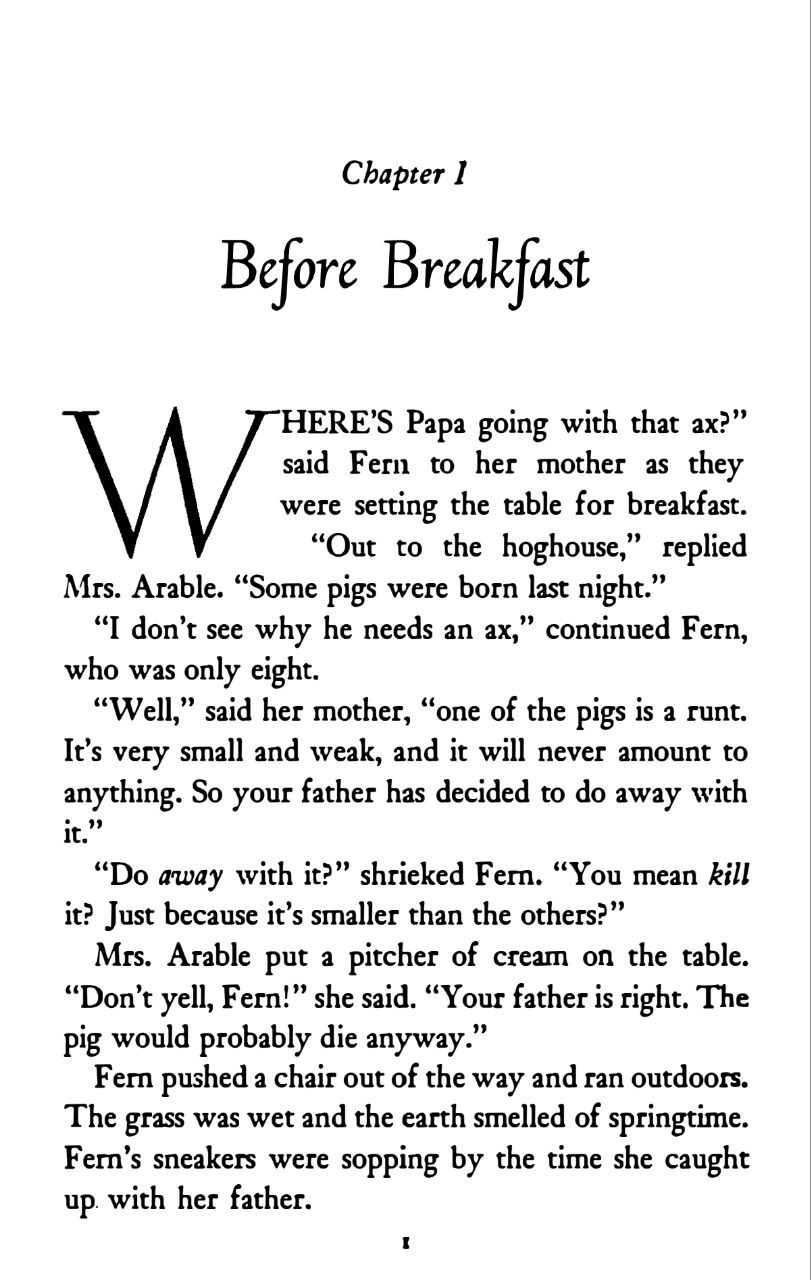 Chapter I
Before Breakfast
WHERE'S Papa going with that ax?”
said Fern to her mother as they
were setting the table for breakfast.
“Out to the hoghouse,” replied
Mrs. Arable. “Some pigs were born last night.”
“I don't see why he needs an ax,” continued Fern,
who was only eight.
“Well,” said her mother, “one of the pigs is a runt.
It's very small and weak, and it will never amount to
anything. So your father has decided to do away with
it.”
“Do away with it?” shrieked Fern. “You mean kill
it? Just because it's smaller than the others?”
Mrs. Arable put a pitcher of cream on the table.
“Don't yell, Fern!” she said. “Your father is right. The
pig would probably die anyway.”
Fern pushed a chair out of the way and ran outdoors.
The grass was wet and the earth smelled of springtime.
Fern's sneakers were sopping by the time she caught
up with her father.
1